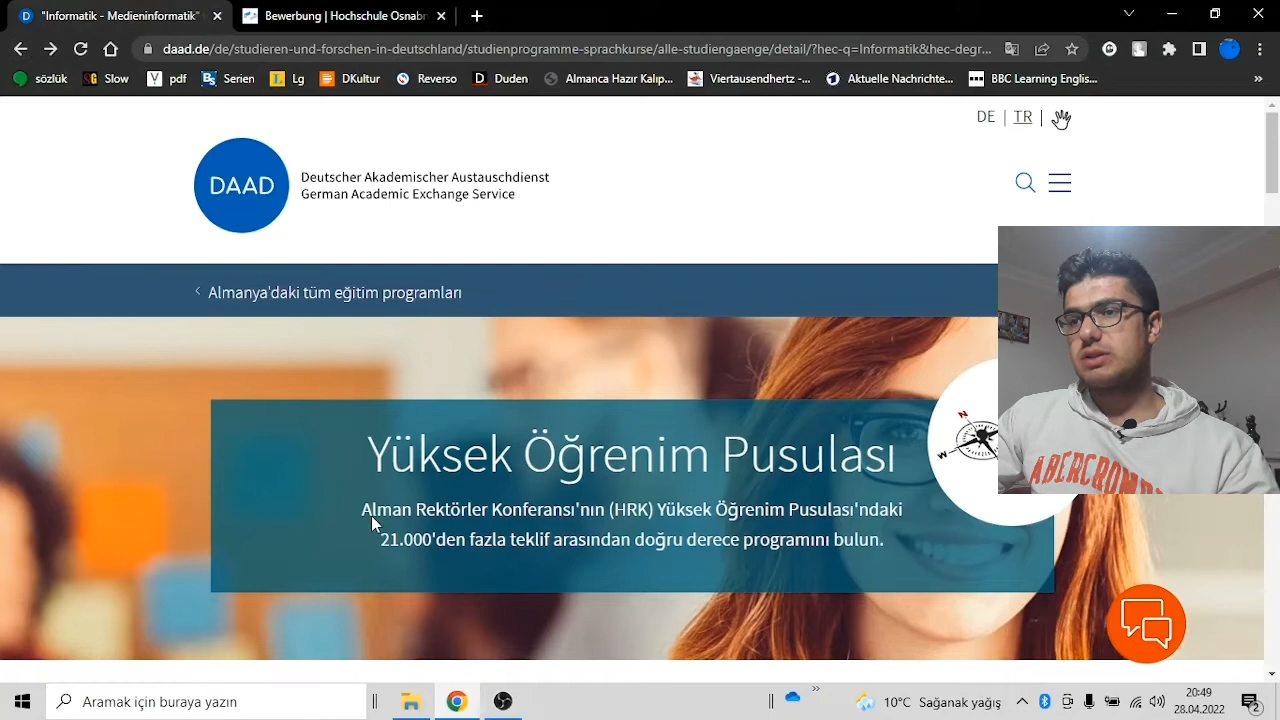 "Informatik - Medieninformatik"
Bewerbung | Hochschule Osnabr
daad.de/de/studieren-und-forschen-in-deutschland/studienprogramme-sprachkurse/alle-studiengaenge/detail/?hec-q=Informatik&hec-degr...
sözlük
NG Slow
Y pdf
B. Serien
Lg
DKultur
Reverso
D Duden
Almanca Hazır Kalıp...
Viertausendhertz -...
Aktuelle Nachrichte...
BBC Learning Englis...
DE | TR |
DAAD
Deutscher Akademischer Austauschdienst
German Academic Exchange Service
Almanya'daki tüm eğitim programları
Yüksek Öğrenim Pusulası
Alman Rektörler Konferansı'nın (HRK) Yüksek Öğrenim Pusulası'ndaki
21.000'den fazla teklif arasından doğru derece programını bulun.
N
W
ABERCROM
Aramak için buraya yazın
10°C Sağanak yağış
20:49
28.04.2022
2